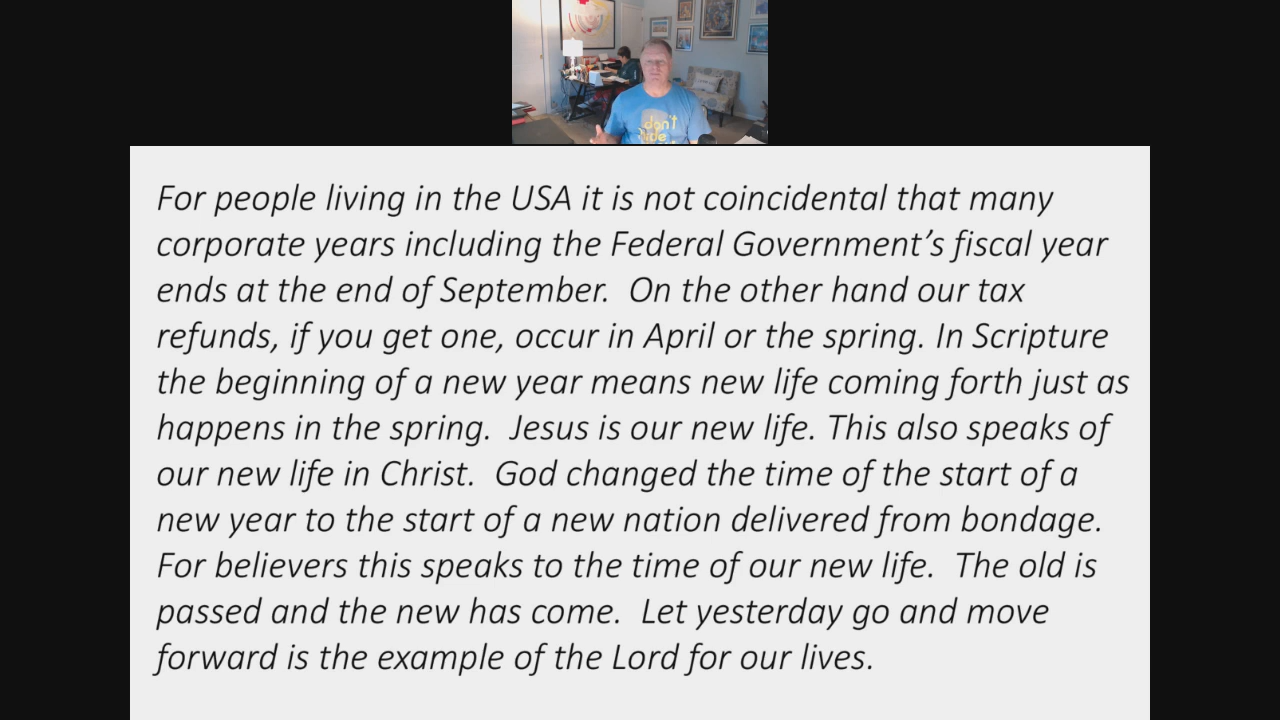 don't
For people living in the USA it is not coincidental that many
corporate years including the Federal Government’s fiscal year
ends at the end of September.  On the other hand our tax
refunds, if you get one, occur in April or the spring. In Scripture
the beginning of a new year means new life coming forth just as
happens in the spring.  Jesus is our new life. This also speaks of
our new life in Christ.  God changed the time of the start of a
new year to the start of a new nation delivered from bondage.
For believers this speaks to the time of our new life.  The old is
passed and the new has come.  Let yesterday go and move
forward is the example of the Lord for our lives.